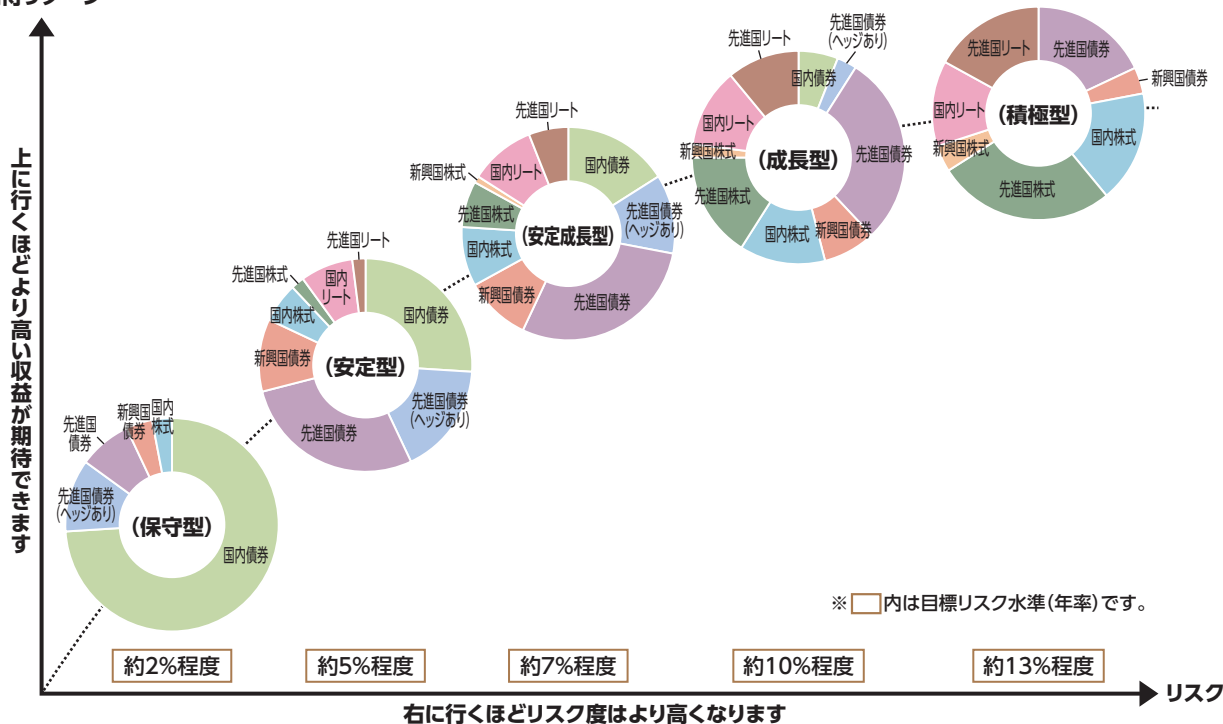 上に行くほどより高い収益が期待できます
先進国リート
国内債券
先進国債券
(ヘッジあり)
先進国債券
新興国債券
国内株式
先進国株式
新興国株式
国内リート
(成長型)
先進国リート
先進国債券
新興国債券
国内株式
先進国株式
新興国株式
国内リート
(積極型)
先進国リート
国内債券
先進国債券
(ヘッジあり)
先進国債券
新興国債券
国内株式
先進国株式
新興国株式
国内リート
(安定成長型)
先進国リート
国内債券
先進国債券
(ヘッジあり)
先進国債券
新興国債券
国内株式
先進国株式
国内
リート
(安定型)
国内
株式
新興国
債券
先進国
債券
先進国債券
(ヘッジあり)
国内債券
(保守型)
※ 内は目標リスク水準(年率)です。
約2%程度
約5%程度
約7%程度
約10%程度
約13%程度
リスク
右に行くほどリスク度はより高くなります